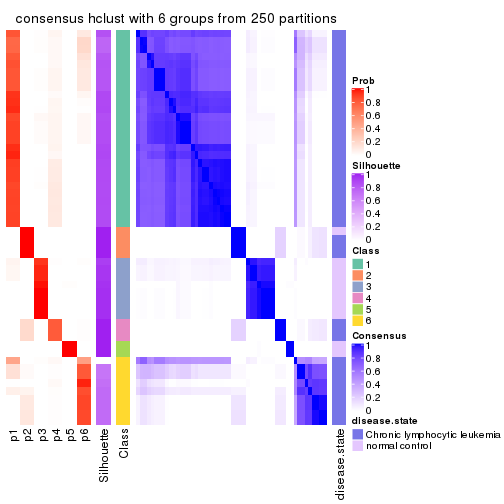 consensus hclust with 6 groups from 250 partitions
Prob
1
0.8
0.6
0.4
0.2
0
Silhouette
1
0.8
0.6
0.4
0.2
0
Class
1
2
3
4
5
6
Consensus
1
0.8
0.6
0.4
0.2
0
disease.state
Chronic lymphocytic leukemia
normal control
p1
p2
p3
p4
p5
p6
Silhouette
Class
disease.state